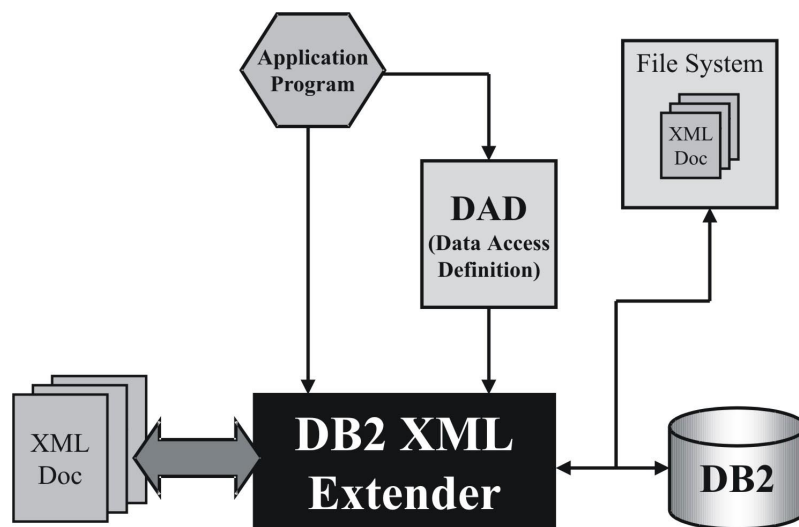 Application
Program
File System
XML
Doc
DAD
(Data Access
Definition)
XML
Doc
DB2 XML
Extender
DB2